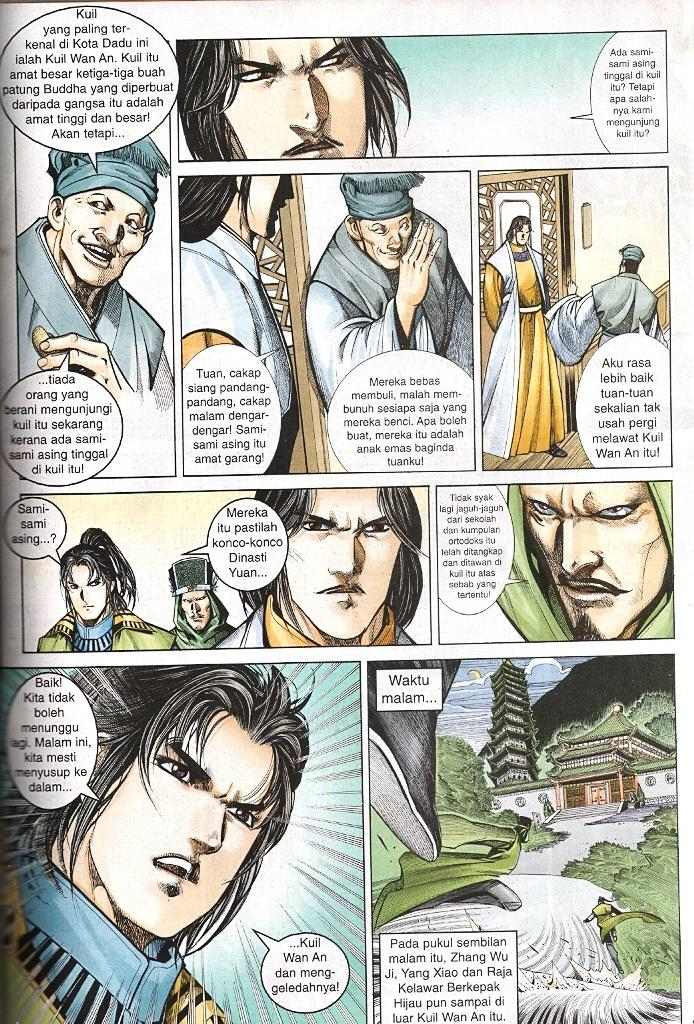 Kuil
yang paling ter-
kenal di Kota Dadu ini
ialah Kuil Wan An. Kuil itu
amat besar ketiga-tiga buah
patung Buddha yang diperbuat
daripada gangsa itu adalah
amat tinggi dan besar!
Akan tetapi...
Ada sami-
sami asing
tinggal di kuil
itu? Tetapi
apa salah-
nya kami
mengunjung
kuil itu?
...tiada
orang yang
berani mengunjungi
kuil itu sekarang
kerana ada sami-
sami asing tinggal
di kuil itu!
Tuan, cakap
siang pandang-
pandang, cakap
malam dengar-
dengar! Sami-
sami asing itu
amat garang!
Mereka bebas
membuli, malah mem-
bunuh sesiapa saja yang
mereka benci. Apa boleh
buat, mereka itu adalah
anak emas baginda
tuanku!
Aku rasa
lebih baik
tuan-tuan
sekalian tak
usah pergi
melawat Kuil
Wan An itu!
Sami-
sami
asing...?
Mereka
itu pastilah
konco-konco
Dinasti
Yuan...
Tidak syak
lagi jaguh-jaguh
dari sekolah
dan kumpulan
ortodoks itu
telah ditangkap
dan ditawan di
kuil itu atas
sebab yang
tertentu!
Baik!
Kita tidak
boleh
menunggu
lagi. Malam ini,
kita mesti
menyusup ke
dalam...
...Kuil
Wan An
dan meng-
geledahnya!
Waktu
malam...
Pada pukul sembilan
malam itu, Zhang Wu
Ji, Yang Xiao dan Raja
Kelawar Berkepak
Hijau pun sampai di
luar Kuil Wan An itu.